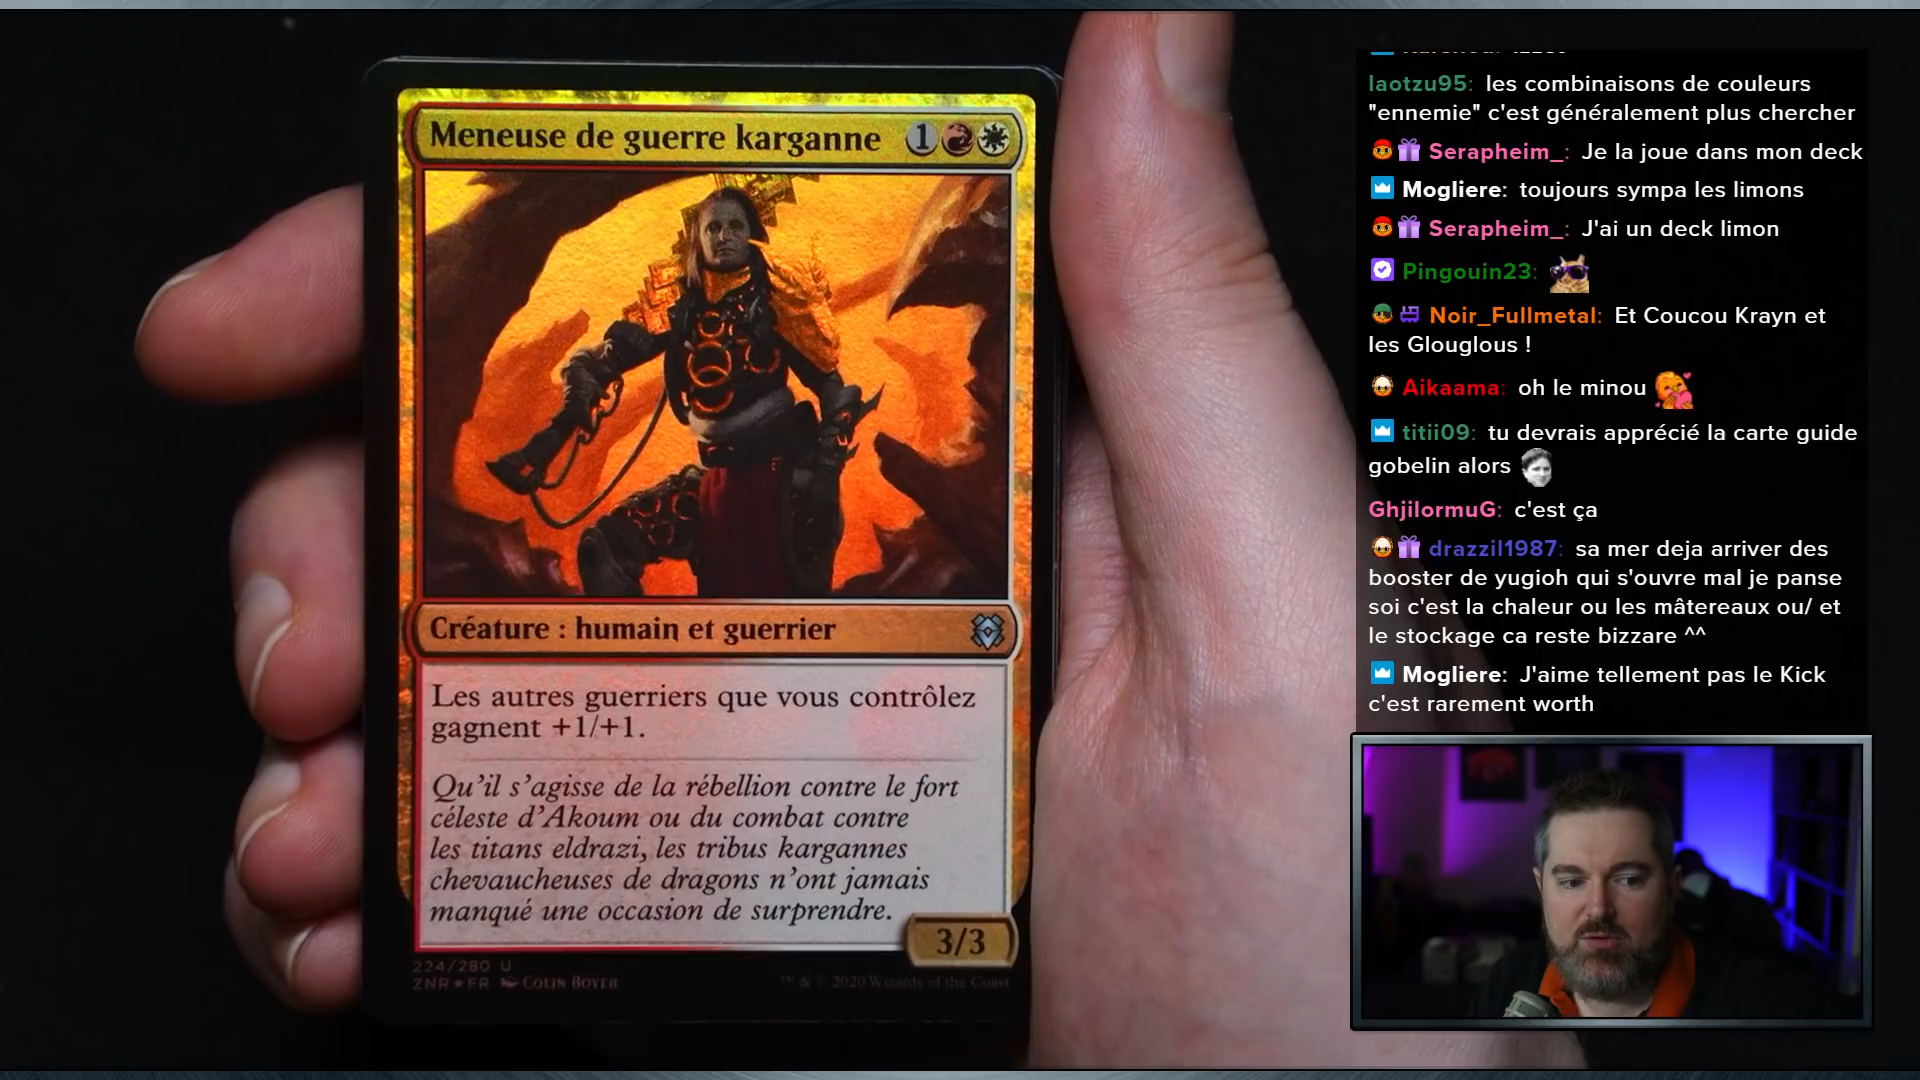 Meneuse de guerre karganne 1
Créature : humain et guerrier
Les autres guerriers que vous contrôlez
gagnent +1/+1.
Qu'il s'agisse de la rébellion contre le fort
céleste d'Akoum ou du combat contre
les titans eldrazi, les tribus kargannes
chevaucheuses de dragons n'ont jamais
manqué une occasion de surprendre.
3/3
224/280 U
ZNR★FR Colin Boyer
™ & © 2020 Wizards of the Coast
laotzu95: les combinaisons de couleurs
"ennemie" c'est généralement plus chercher
Serapheim_: Je la joue dans mon deck
Mogliere: toujours sympa les limons
Serapheim_: J'ai un deck limon
Pingouin23:
Noir_Fullmetal: Et Coucou Krayn et
les Glouglous !
Aikaama: oh le minou
titii09: tu devrais apprécié la carte guide
gobelin alors
GhjilormuG: c'est ça
drazzil1987: sa mer deja arriver des
booster de yugioh qui s'ouvre mal je panse
soi c'est la chaleur ou les mâtereaux ou/ et
le stockage ca reste bizzare ^^
Mogliere: J'aime tellement pas le Kick
c'est rarement worth